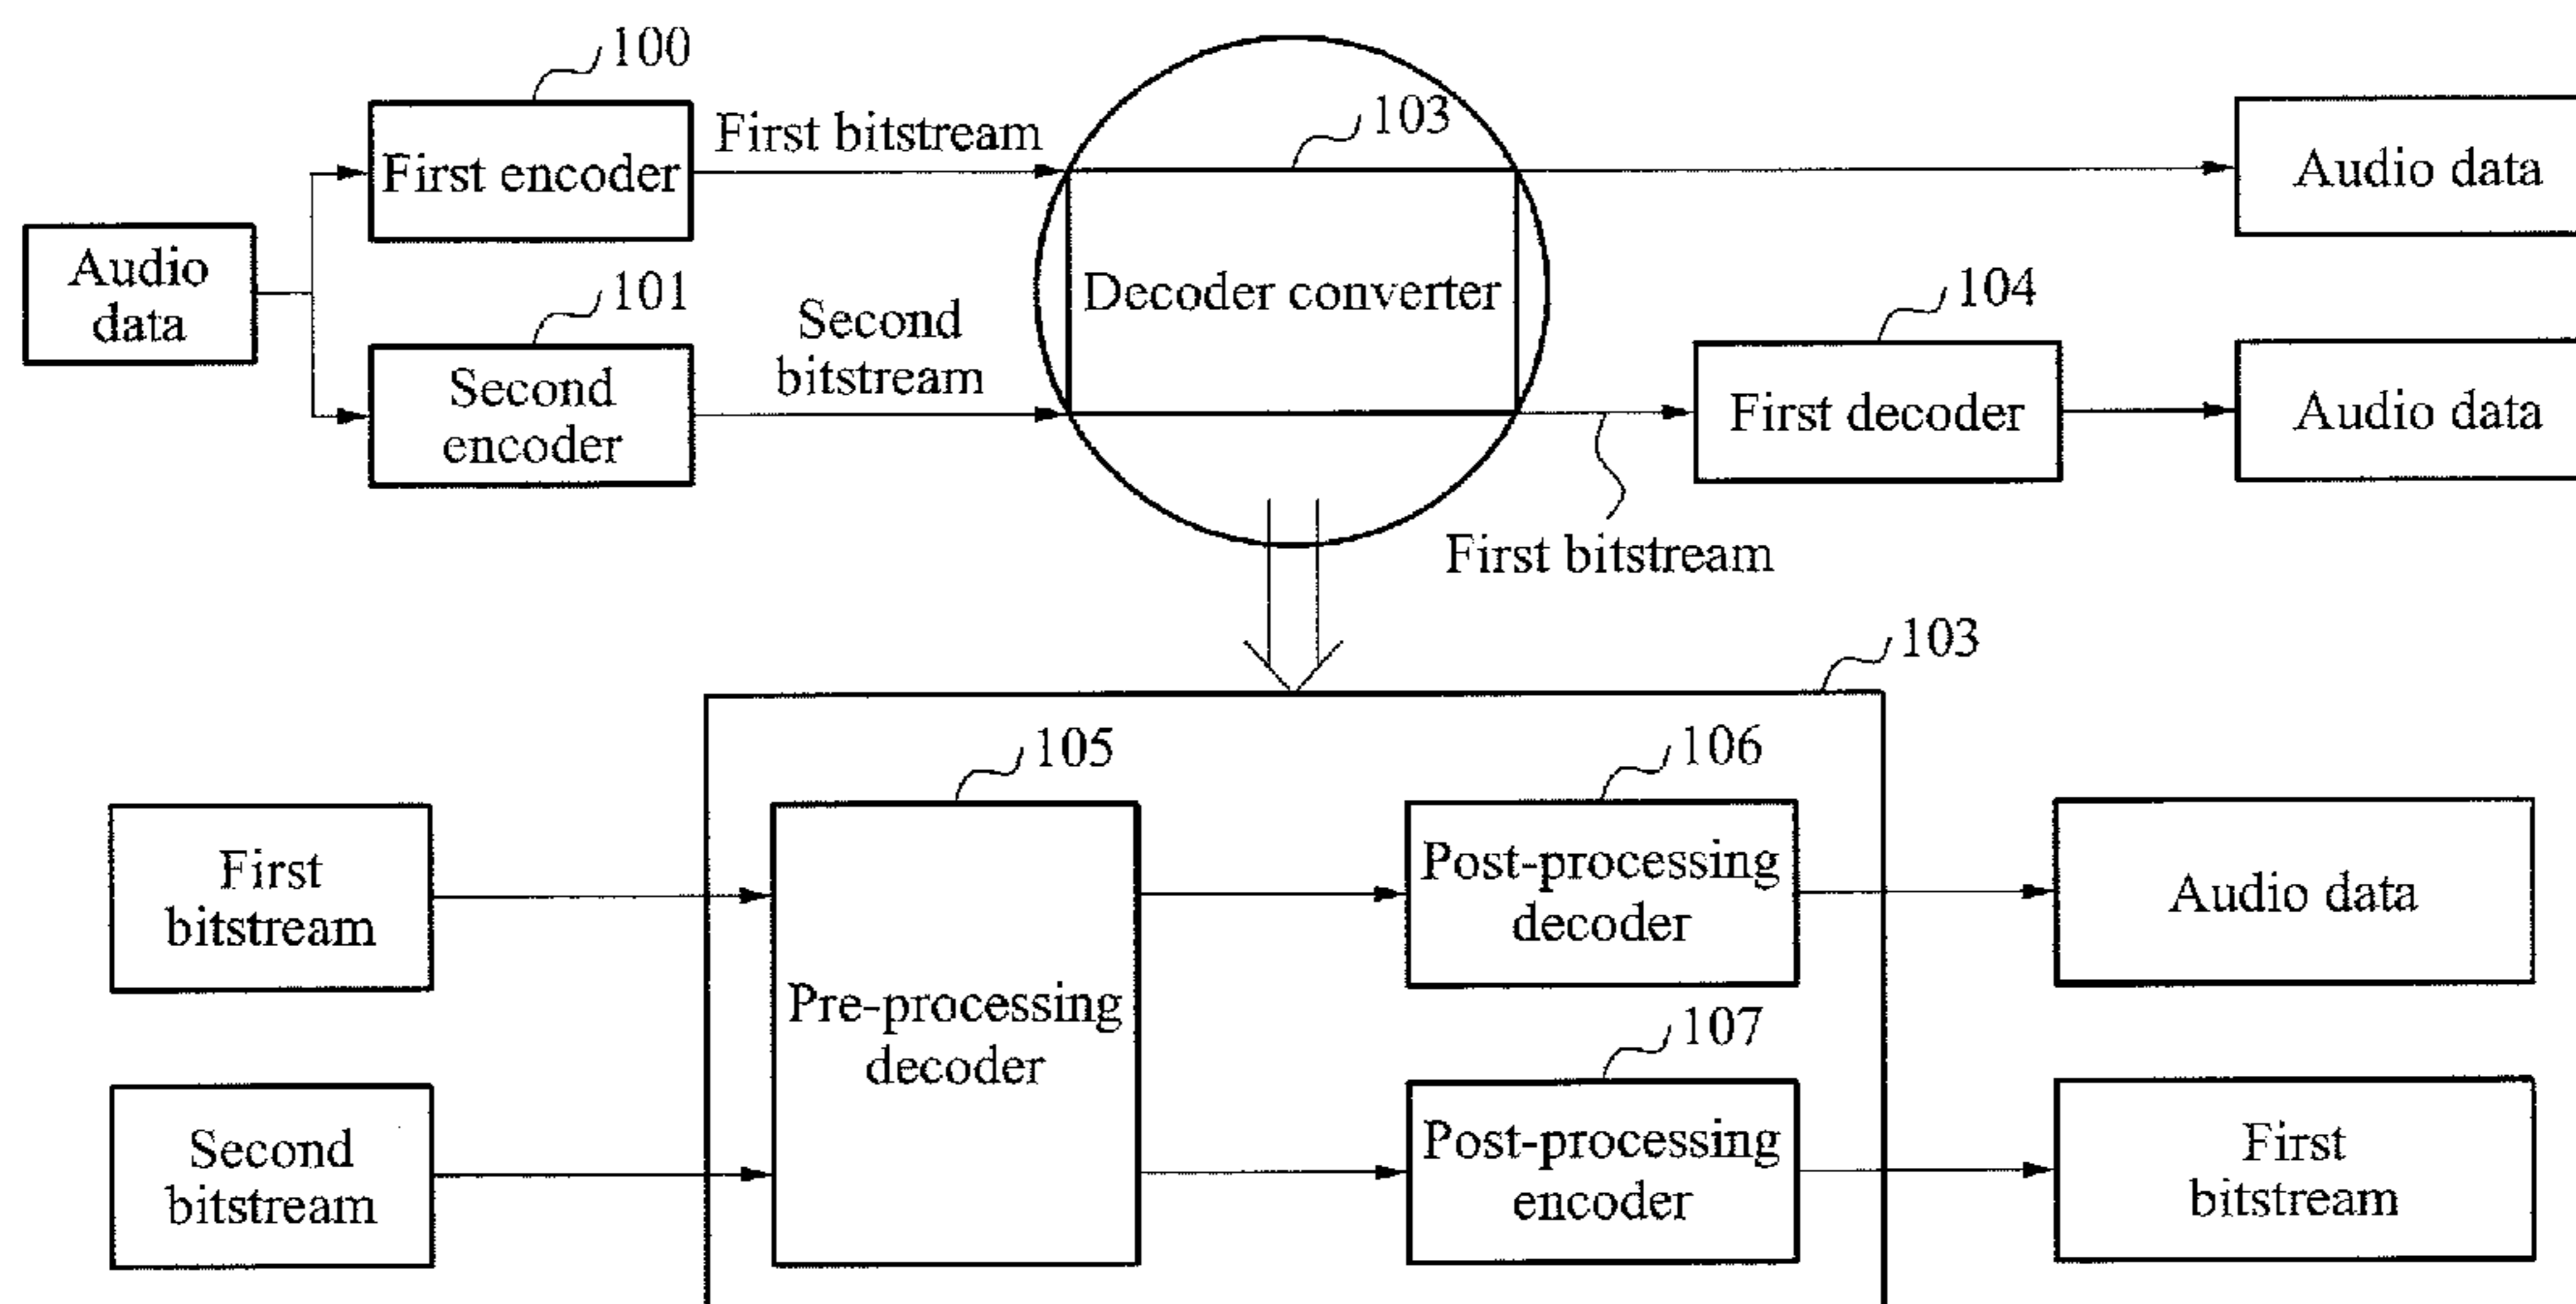 100
First encoder
First bitstream
103
Audio data
Audio
data
101
Second
encoder
Second
bitstream
Decoder converter
104
First decoder
Audio data
First bitstream
103
105
106
First
bitstream
Post-processing
decoder
Audio data
Pre-processing
decoder
107
Second
bitstream
Post-processing
encoder
First
bitstream